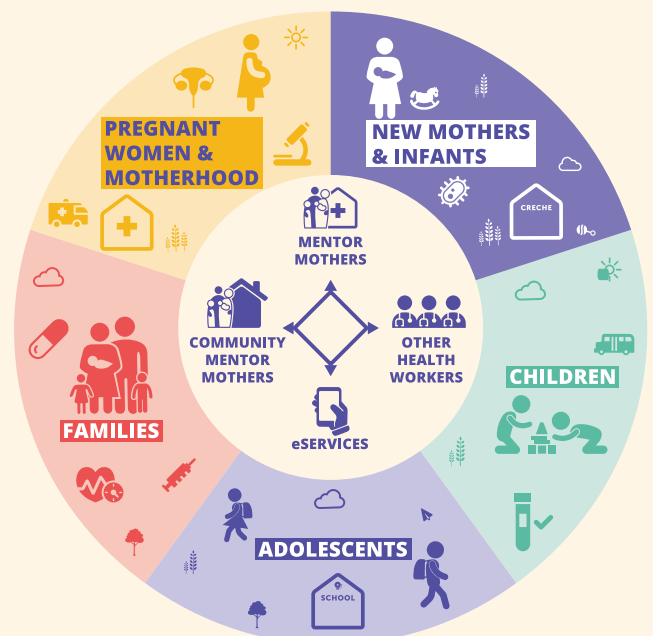 PREGNANT
WOMEN &
MOTHERHOOD
NEW MOTHERS
& INFANTS
CRECHE
MENTOR
MOTHERS
COMMUNITY
MENTOR
MOTHERS
OTHER
HEALTH
WORKERS
eSERVICES
CHILDREN
FAMILIES
ADOLESCENTS
SCHOOL